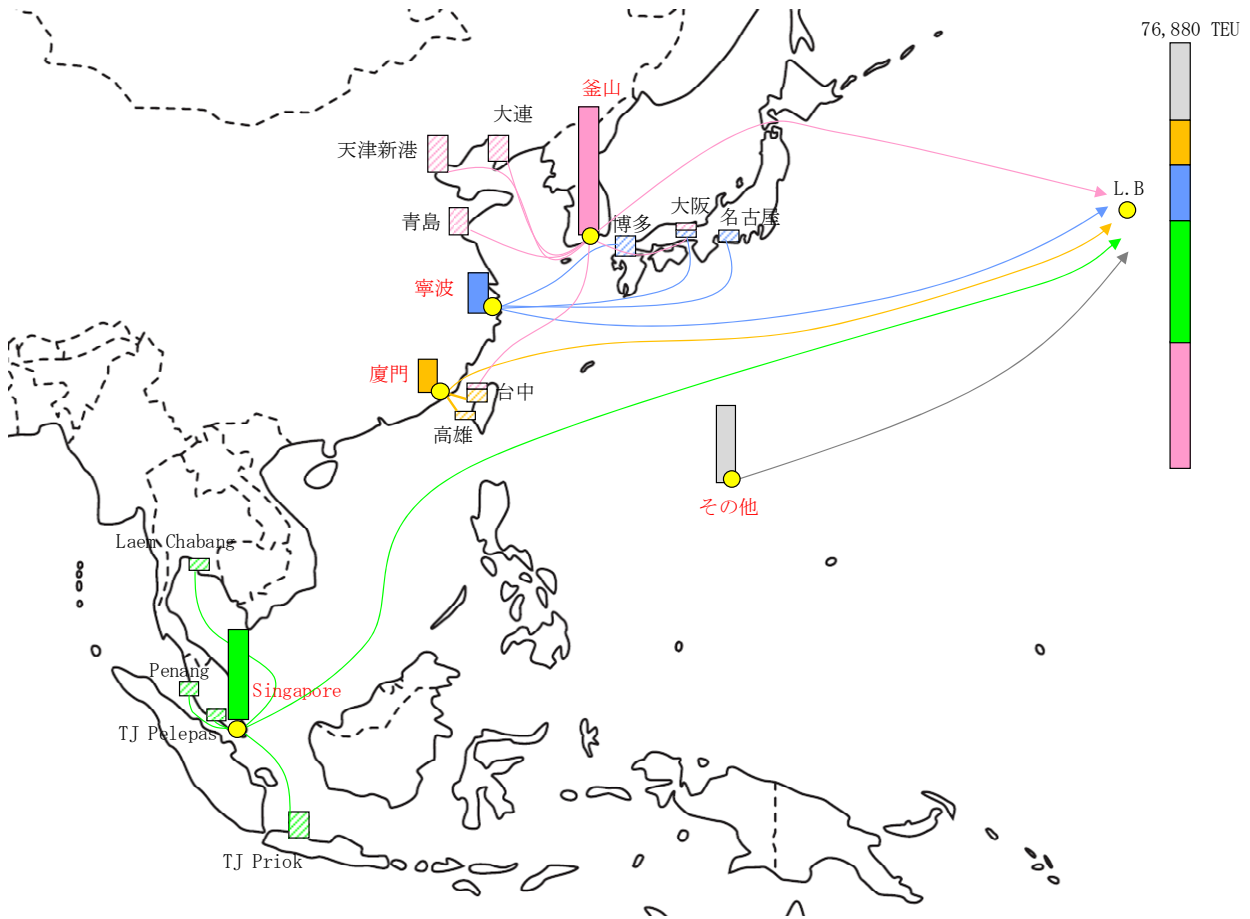 76,880 TEU
釜山
大連
天津新港
L.B
大阪
青島
博多
名古屋
寧波
廈門
台中
高雄
その他
Laem Chabang
Penang
Singapore
TJ Pelepas
TJ Priok